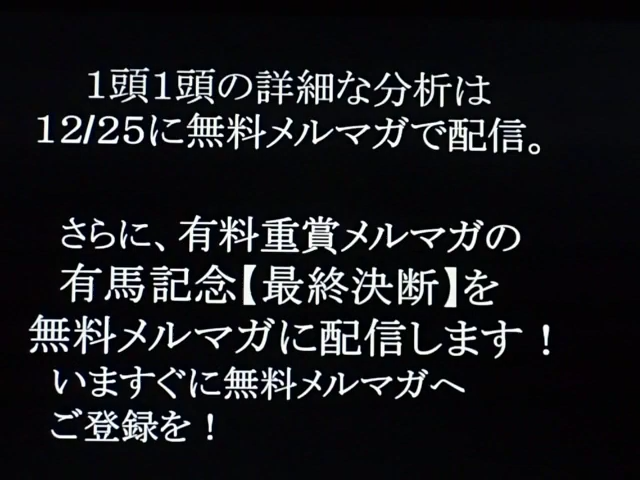 １頭１頭の詳細な分析は
12/25に無料メルマガで配信。
さらに、有料重賞メルマガの
有馬記念【最終決断】を
無料メルマガに配信します！
いますぐに無料メルマガへ
ご登録を！